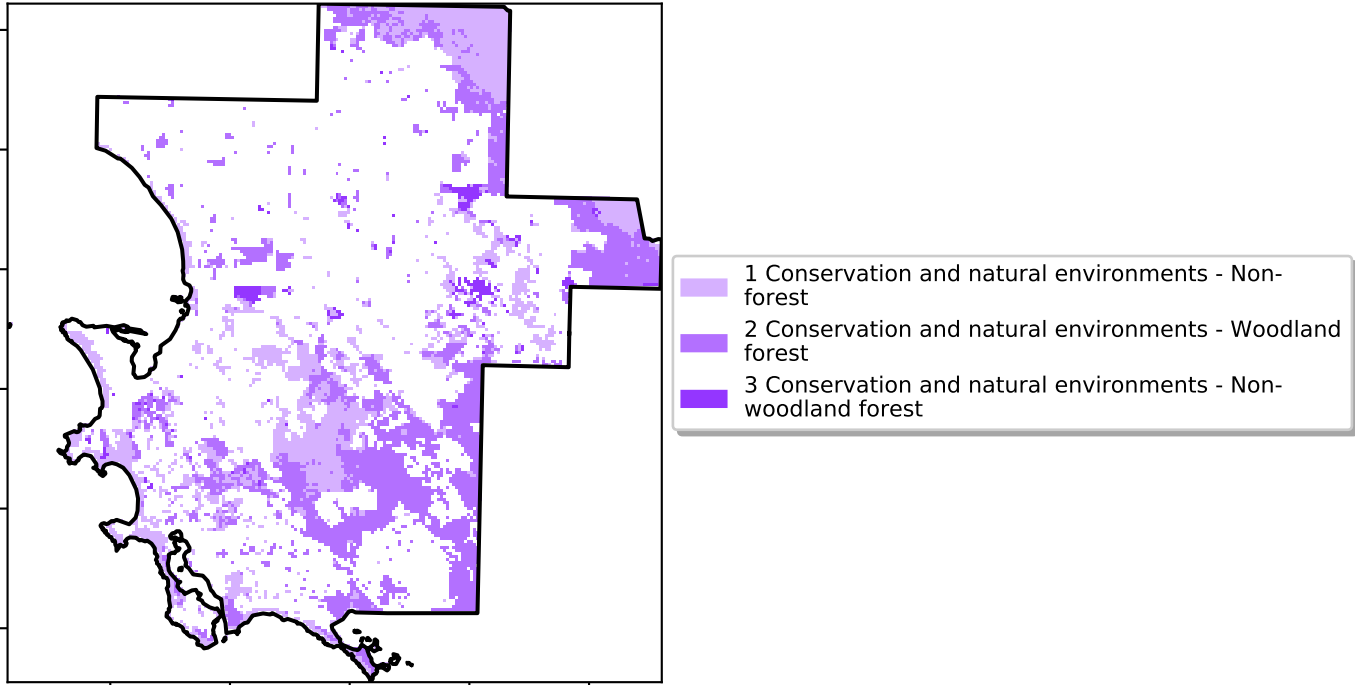 1 Conservation and natural environments - Non-
forest
2 Conservation and natural environments - Woodland
forest
3 Conservation and natural environments - Non-
woodland forest